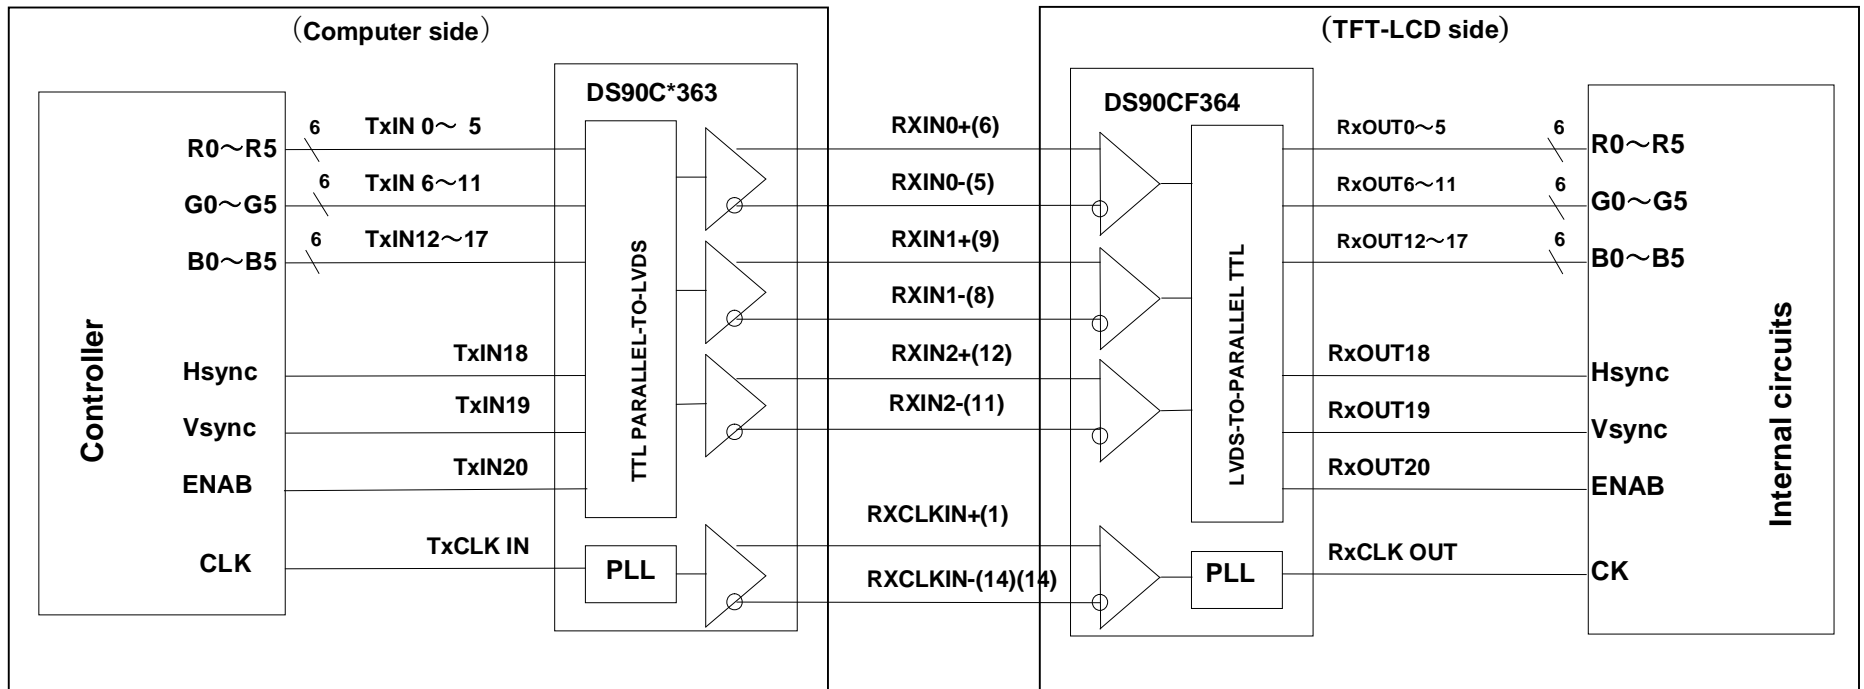 （Computer side）
(TFT-LCD side)
DS90C*363
DS90CF364
Controller
R0～R5
G0～G5
B0～B5
Hsync
Vsync
ENAB
CLK
6
TxIN 0～ 5
6
TxIN 6～11
6
TxIN12～17
TxIN18
TxIN19
TxIN20
TxCLK IN
TTL PARALLEL-TO-LVDS
PLL
RXIN0+(6)
RXIN0-(5)
RXIN1+(9)
RXIN1-(8)
RXIN2+(12)
RXIN2-(11)
RXCLKIN+(1)
RXCLKIN-(14)(14)
LVDS-TO-PARALLEL TTL
PLL
RxOUT0～5
6
RxOUT6～11
6
RxOUT12～17
6
RxOUT18
RxOUT19
RxOUT20
RxCLK OUT
R0～R5
G0～G5
B0～B5
Hsync
Vsync
ENAB
CK
Internal circuits